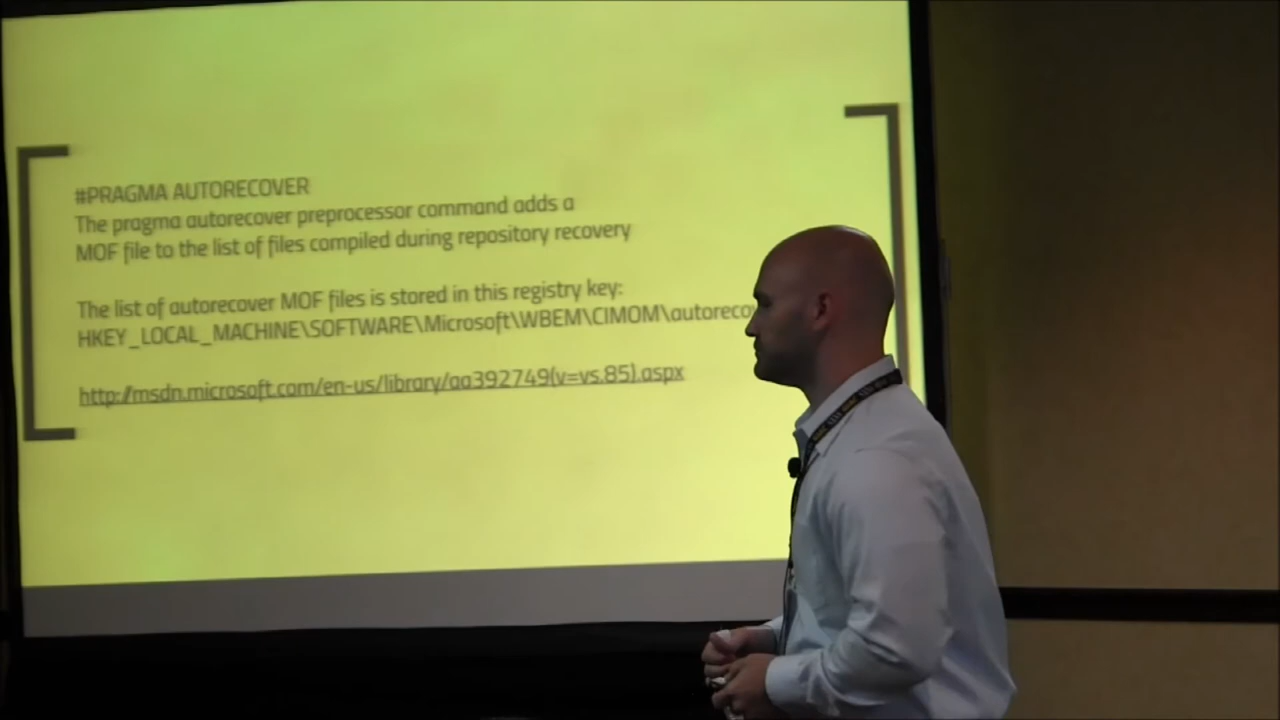 #PRAGMA AUTORECOVER
The pragma autorecover preprocessor command adds a
MOF file to the list of files compiled during repository recovery
The list of autorecover MOF files is stored in this registry key:
HKEY_LOCAL_MACHINE\SOFTWARE\Microsoft\WBEM\CIMOM\autoreco
http://msdn.microsoft.com/en-us/library/aa392749(v=vs.85).aspx